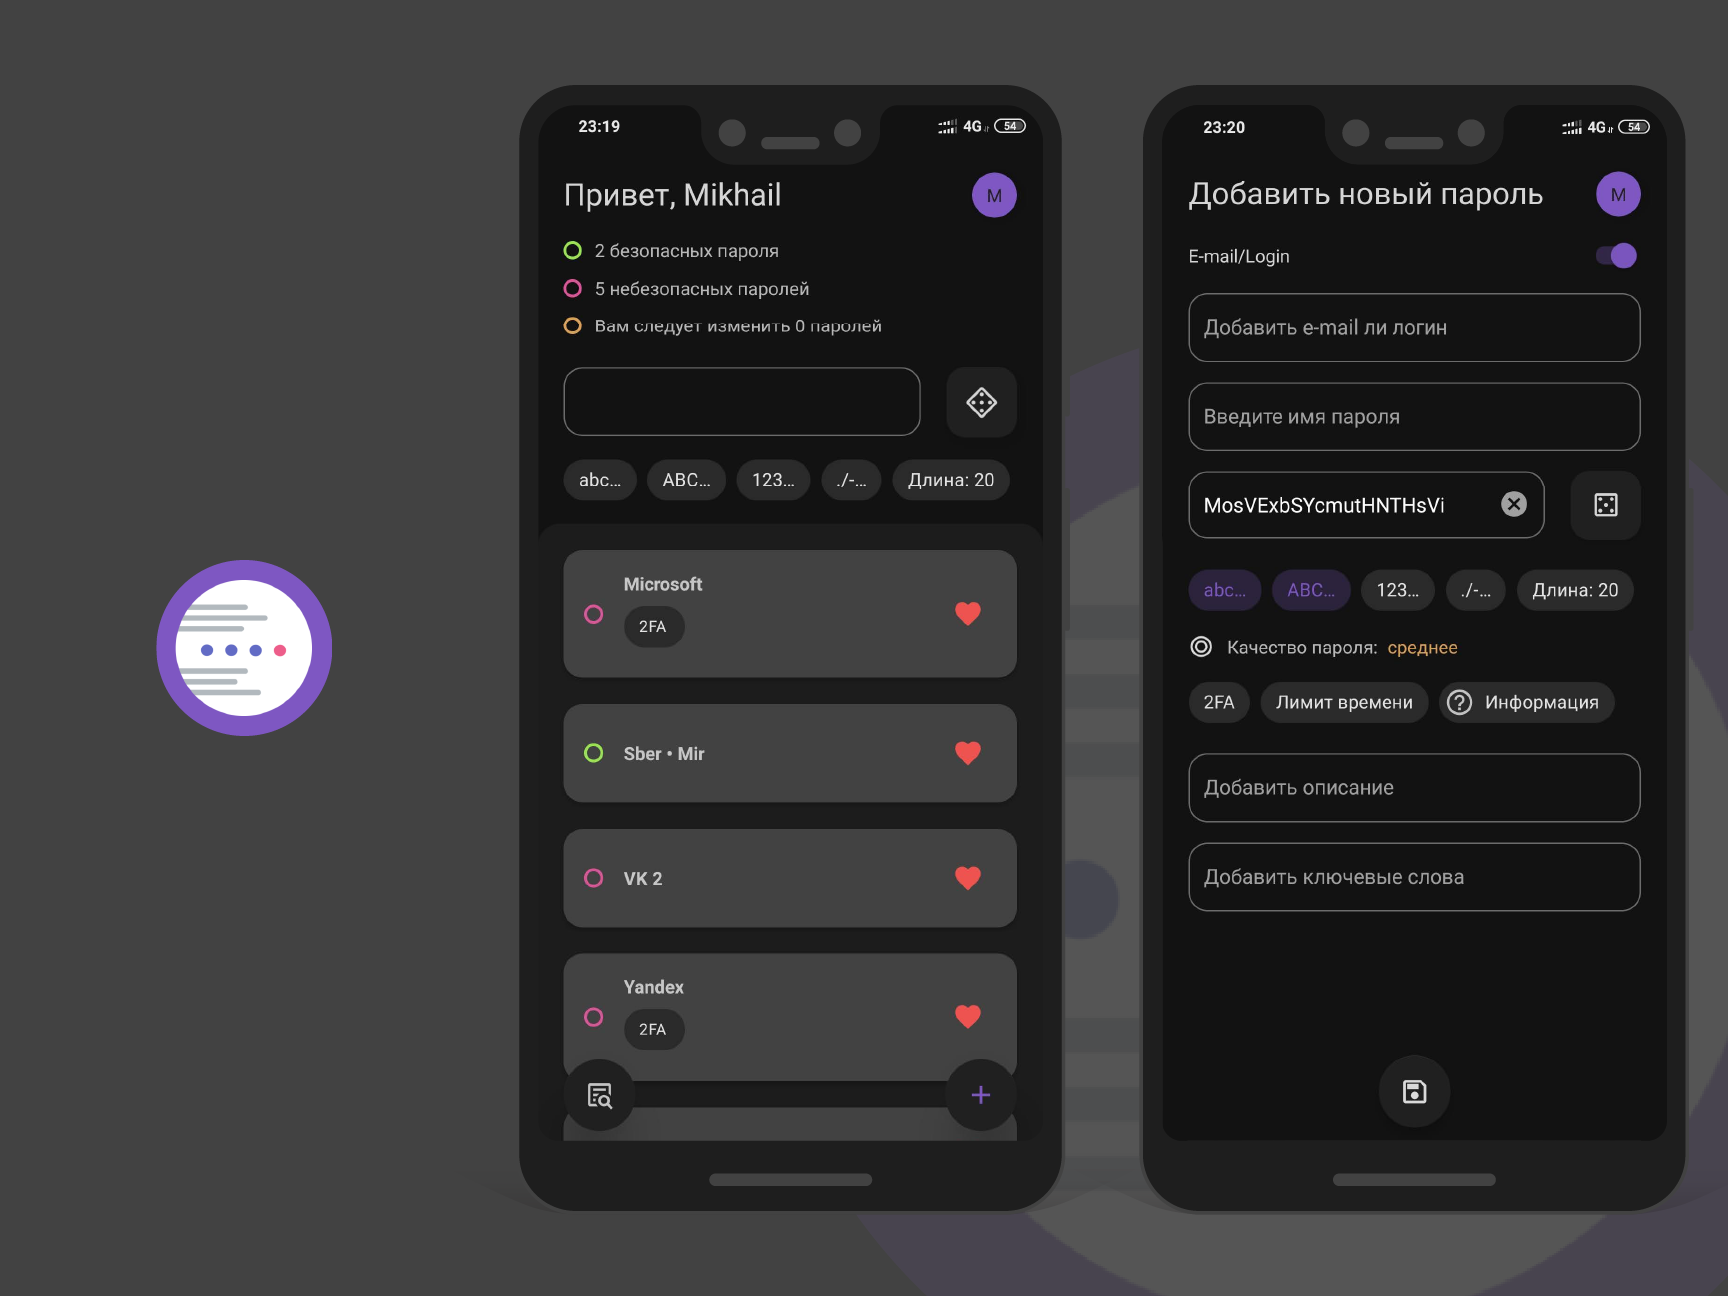 23:19
4G
54
Привет, Mikhail
M
2 безопасных пароля
5 небезопасных паролей
Вам следует изменить 0 паролей
abc...
ABC...
123...
./-...
Длина: 20
Microsoft
2FA
Sber • Mir
VK 2
Yandex
2FA
23:20
4G
54
Добавить новый пароль
M
E-mail/Login
Добавить e-mail ли логин
Введите имя пароля
MosVExbSYcmutHNTHsVi
abc...
ABC...
123...
./-...
Длина: 20
Качество пароля: среднее
2FA
Лимит времени
Информация
Добавить описание
Добавить ключевые слова